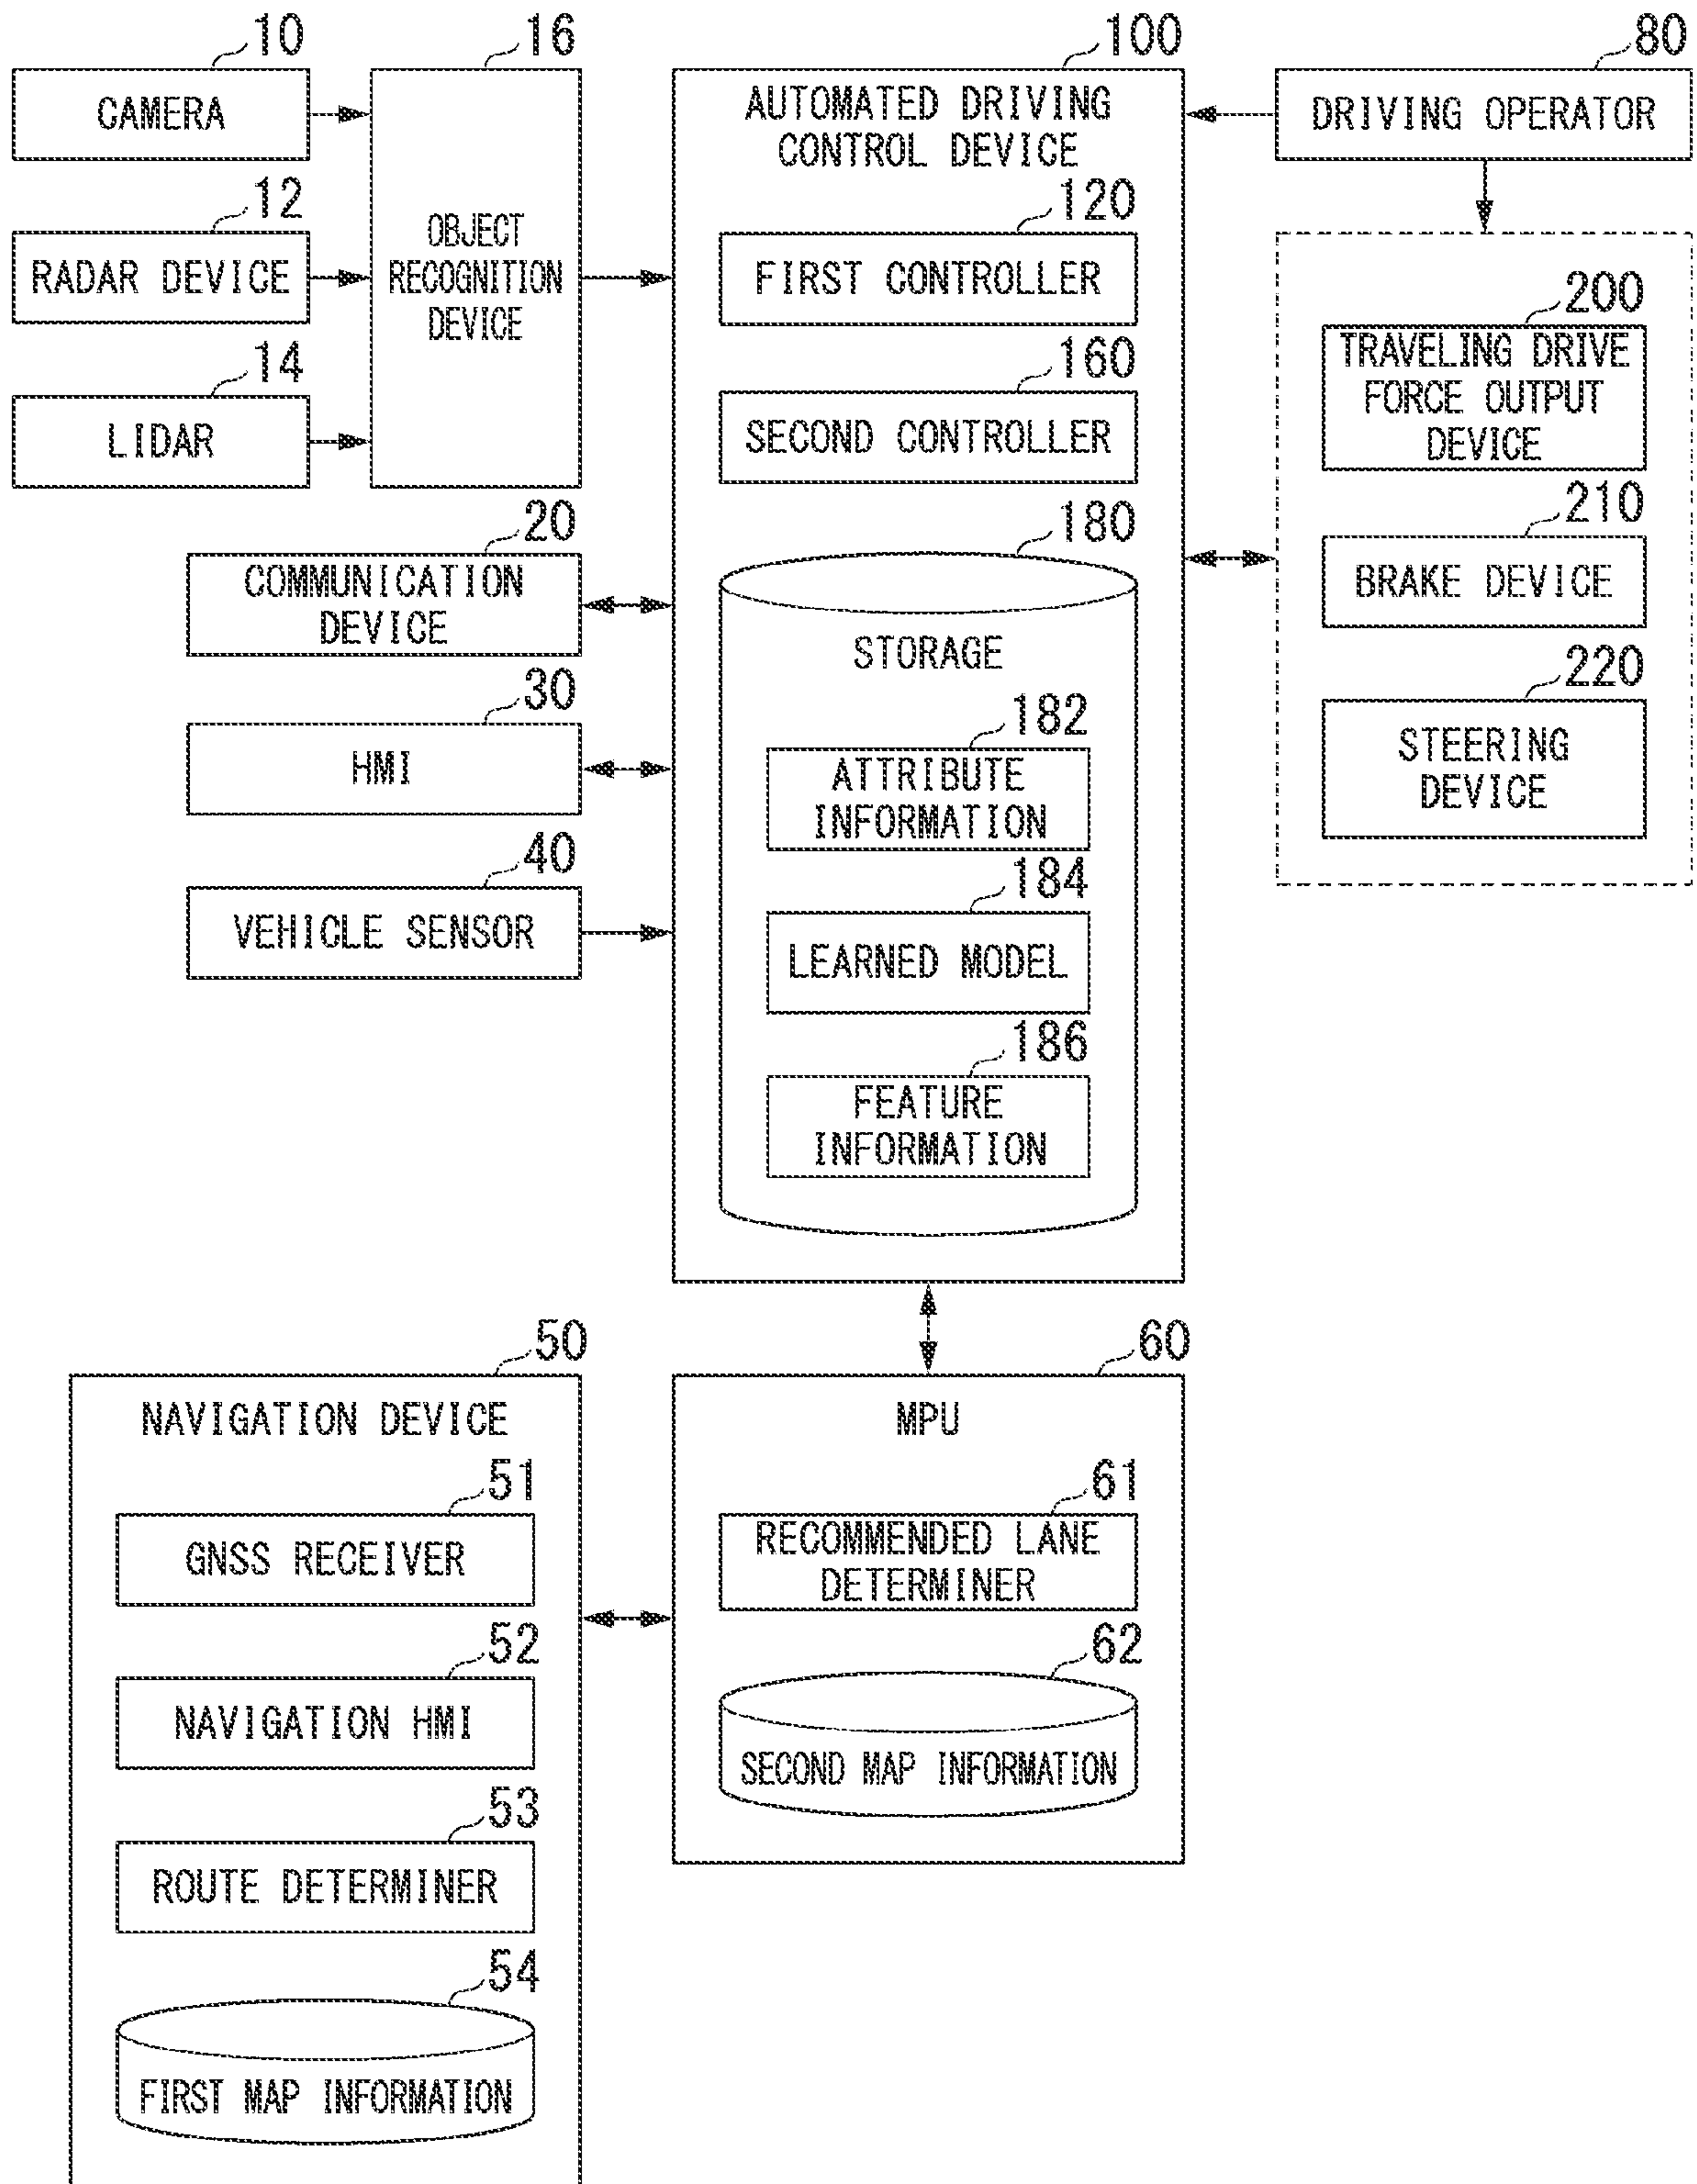 10
CAMERA
12
RADAR DEVICE
14
LIDAR
16
OBJECT
RECOGNITION
DEVICE
20
COMMUNICATION
DEVICE
30
HMI
40
VEHICLE SENSOR
100
AUTOMATED DRIVING
CONTROL DEVICE
120
FIRST CONTROLLER
160
SECOND CONTROLLER
180
STORAGE
182
ATTRIBUTE
INFORMATION
184
LEARNED MODEL
186
FEATURE
INFORMATION
80
DRIVING OPERATOR
200
TRAVELING DRIVE
FORCE OUTPUT
DEVICE
210
BRAKE DEVICE
220
STEERING
DEVICE
50
NAVIGATION DEVICE
51
GNSS RECEIVER
52
NAVIGATION HMI
53
ROUTE DETERMINER
54
FIRST MAP INFORMATION
60
MPU
61
RECOMMENDED LANE
DETERMINER
62
SECOND MAP INFORMATION